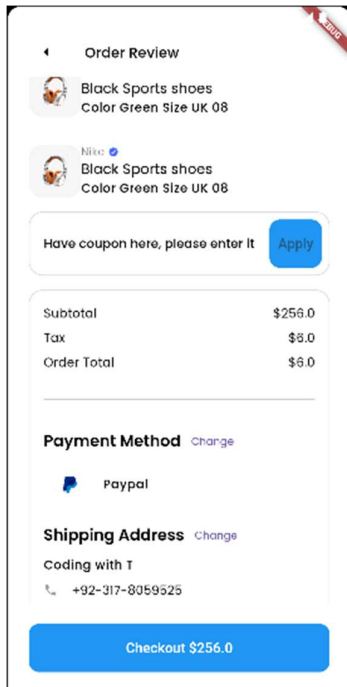 Order Review
Black Sports shoes
Color Green Size UK 08
Nike
Black Sports shoes
Color Green Size UK 08
Have coupon here, please enter it
Apply
Subtotal $256.0
Tax $6.0
Order Total $6.0
Payment Method Change
Paypal
Shipping Address Change
Coding with T
+92-317-8059525
Checkout $256.0